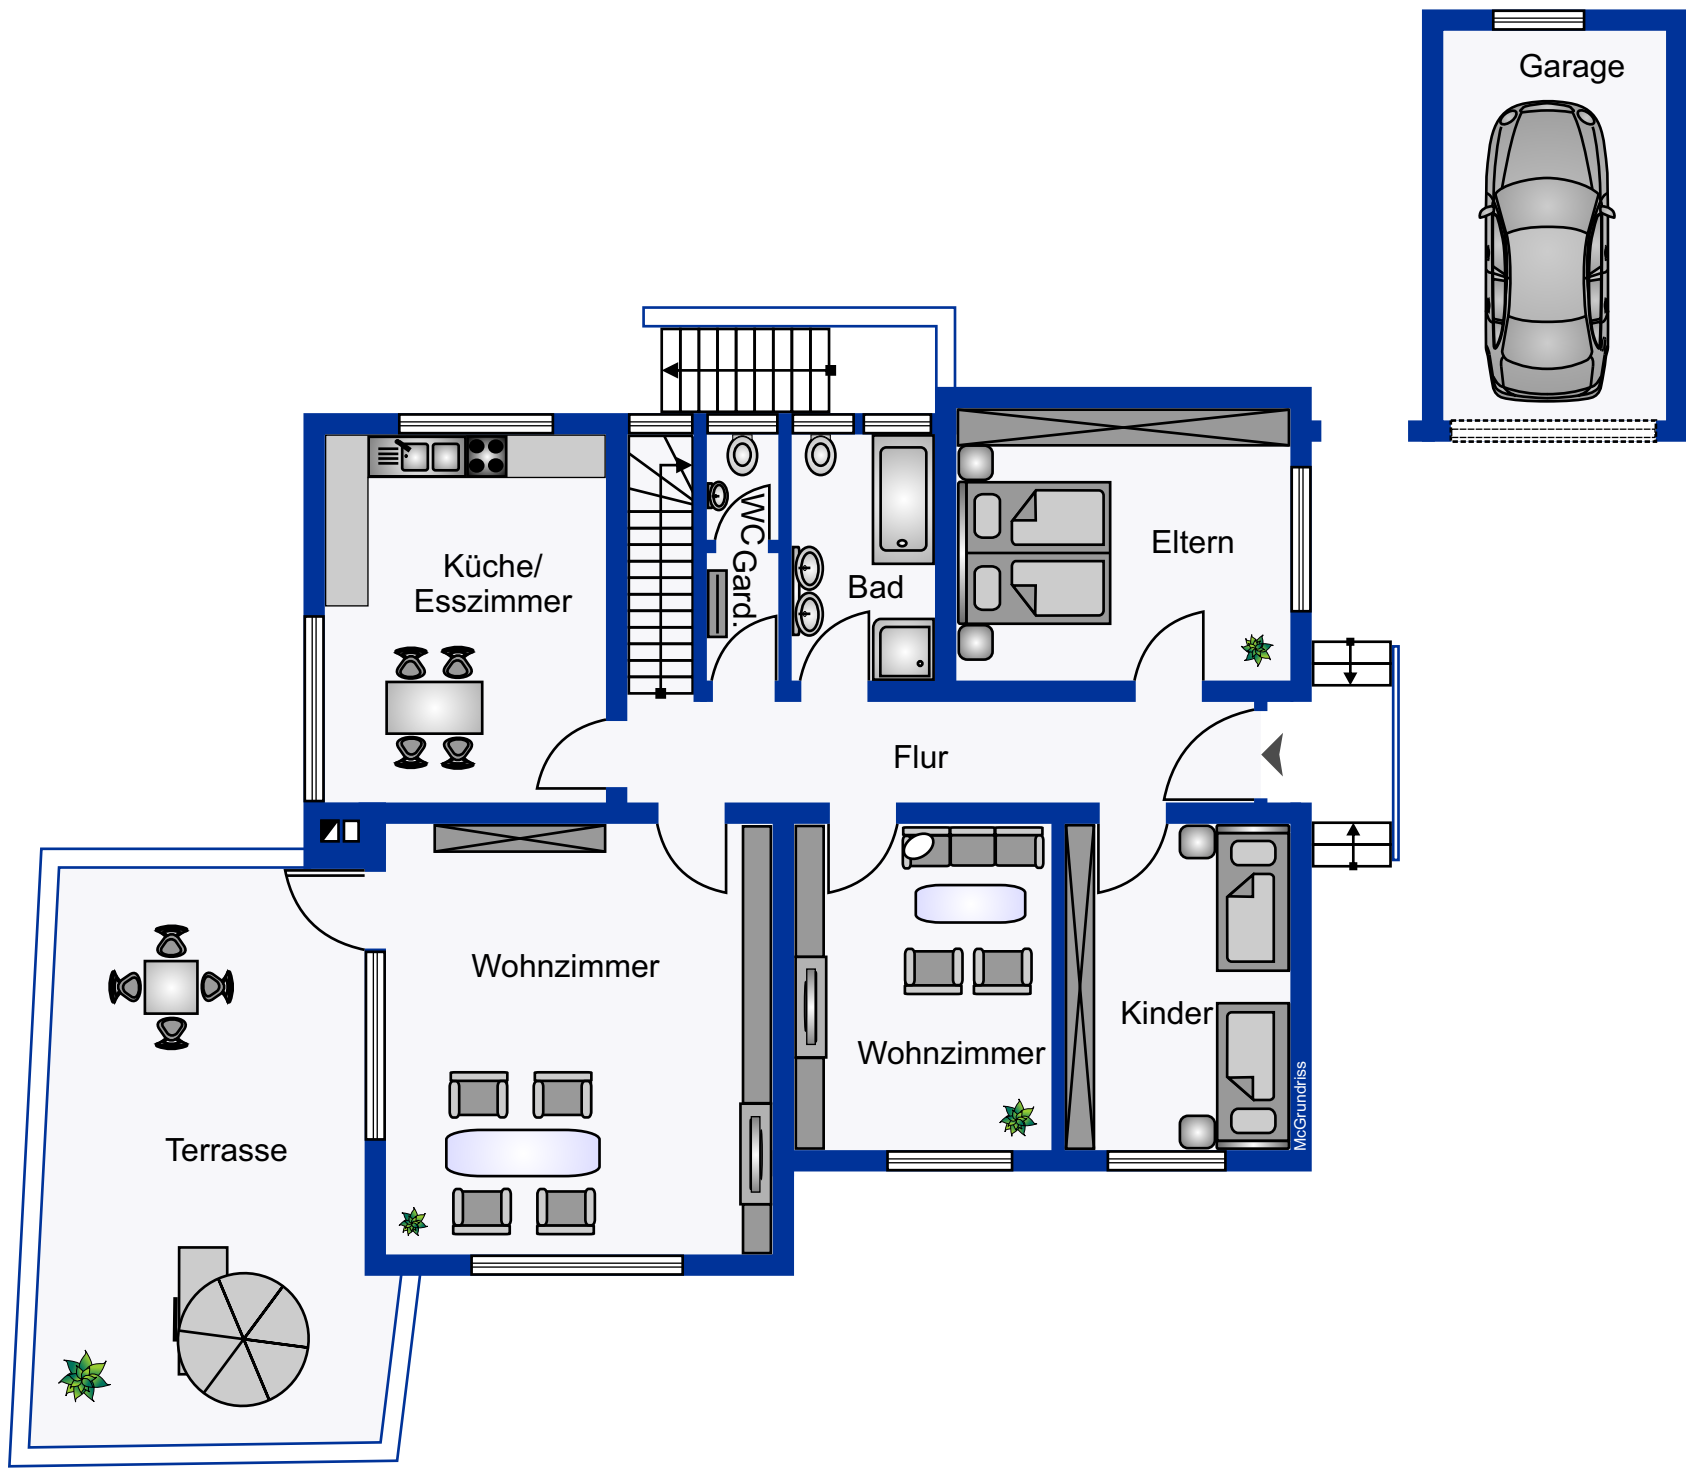 Garage
Küche/
Esszimmer
WC
Gard.
Bad
Eltern
Flur
Wohnzimmer
Wohnzimmer
Kinder
Terrasse
McGrundriss